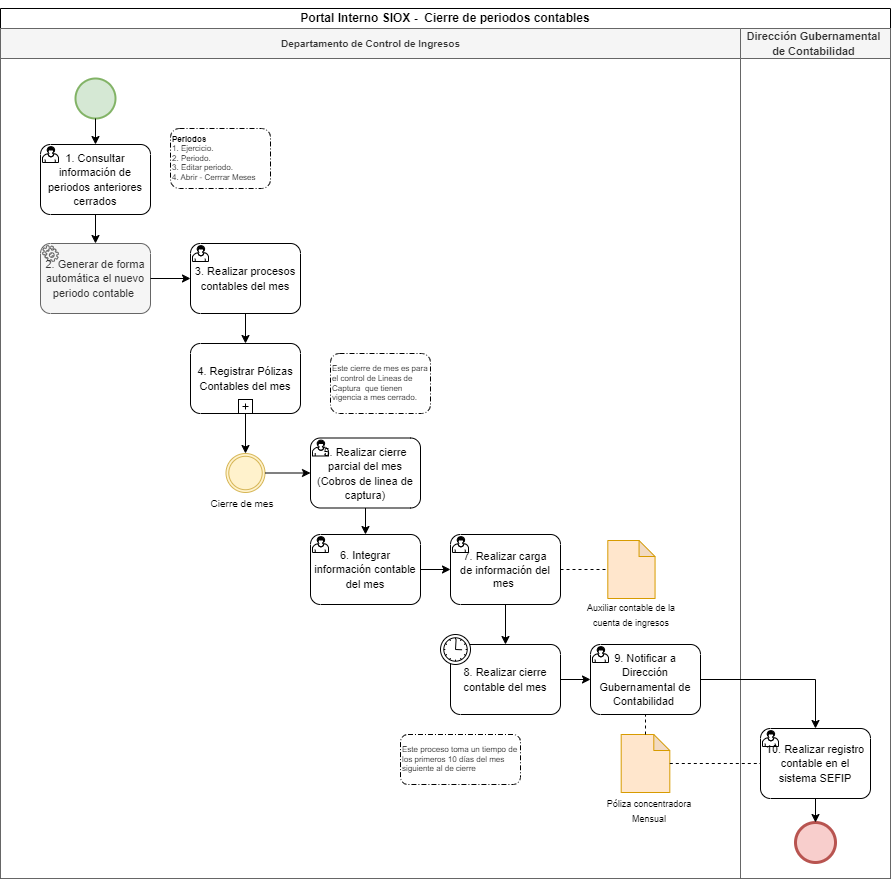 Portal Interno SIOX - Cierre de periodos contables
Departamento de Control de Ingresos
Dirección Gubernamental
de Contabilidad
1. Consultar
información de
periodos anteriores
cerrados
Periodos
1. Ejercicio.
2. Periodo.
3. Editar periodo.
4. Abrir - Cerrrar Meses
2. Generar de forma
automática el nuevo
periodo contable
3. Realizar procesos
contables del mes
4. Registrar Pólizas
Contables del mes
Este cierre de mes es para
el control de Lineas de
Captura que tienen
vigencia a mes cerrado.
Cierre de mes
5. Realizar cierre
parcial del mes
(Cobros de linea de
captura)
6. Integrar
información contable
del mes
7. Realizar carga
de información del
mes
Auxiliar contable de la
cuenta de ingresos
8. Realizar cierre
contable del mes
9. Notificar a
Dirección
Gubernamental de
Contabilidad
Este proceso toma un tiempo de
los primeros 10 días del mes
siguiente al de cierre
Póliza concentradora
Mensual
10. Realizar registro
contable en el
sistema SEFIP